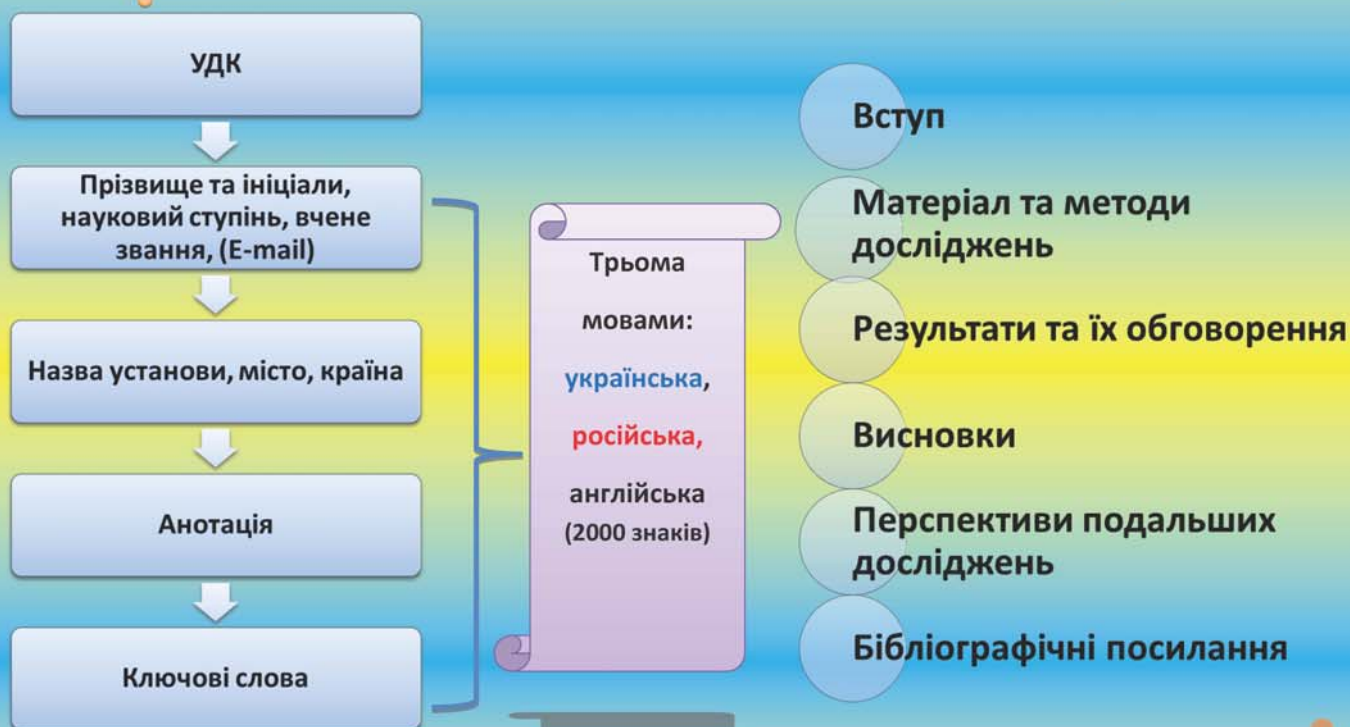 УДК
Прізвище та ініціали,
науковий ступінь, вчене
звання, (E-mail)
Назва установи, місто, країна
Анотація
Ключові слова
Трьома
мовами:
українська,
російська,
англійська
(2000 знаків)
Вступ
Матеріал та методи
досліджень
Результати та їх обговорення
Висновки
Перспективи подальших
досліджень
Бібліографічні посилання